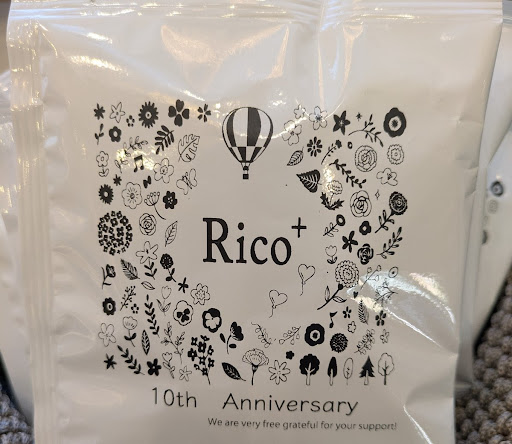 Rico+
10th Anniversary
We are very free grateful for your support!